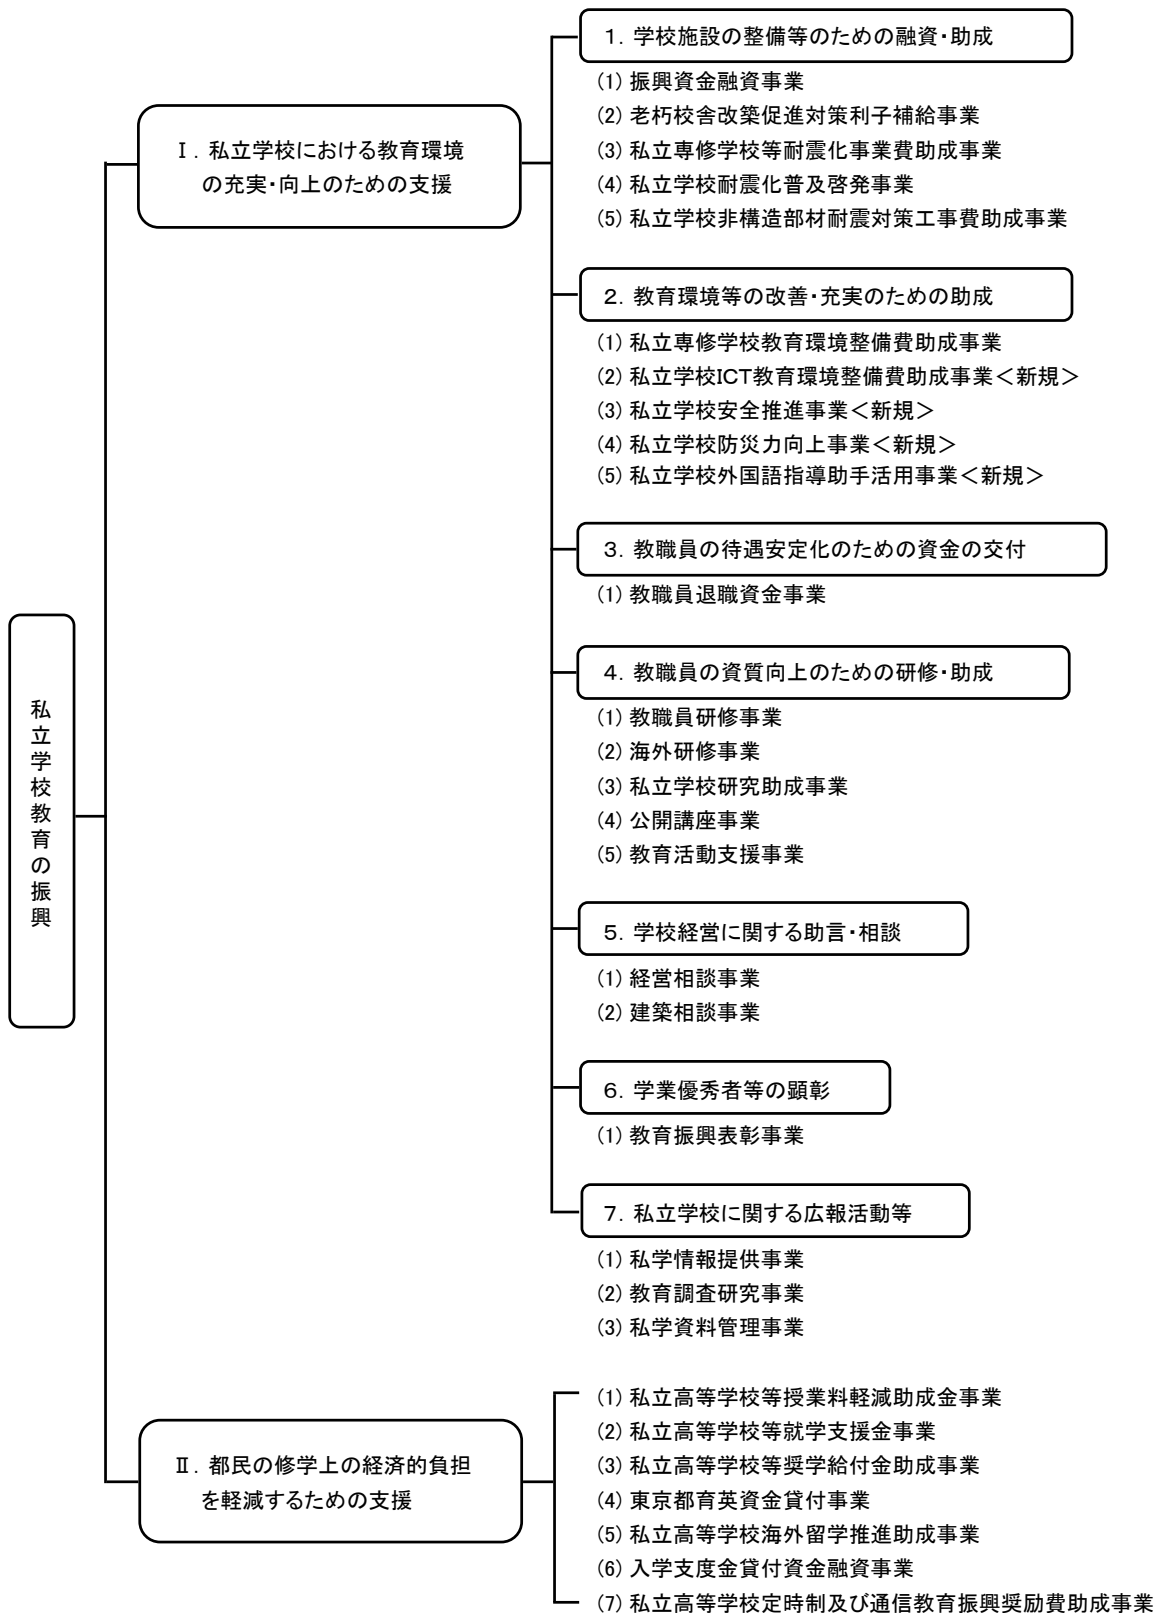 私立学校教育の振興
Ⅰ．私立学校における教育環境
の充実・向上のための支援
１．学校施設の整備等のための融資・助成
(1) 振興資金融資事業
(2) 老朽校舎改築促進対策利子補給事業
(3) 私立専修学校等耐震化事業費助成事業
(4) 私立学校耐震化普及啓発事業
(5) 私立学校非構造部材耐震対策工事費助成事業
２．教育環境等の改善・充実のための助成
(1) 私立専修学校教育環境整備費助成事業
(2) 私立学校ICT教育環境整備費助成事業＜新規＞
(3) 私立学校安全推進事業＜新規＞
(4) 私立学校防災力向上事業＜新規＞
(5) 私立学校外国語指導助手活用事業＜新規＞
３．教職員の待遇安定化のための資金の交付
(1) 教職員退職資金事業
４．教職員の資質向上のための研修・助成
(1) 教職員研修事業
(2) 海外研修事業
(3) 私立学校研究助成事業
(4) 公開講座事業
(5) 教育活動支援事業
５．学校経営に関する助言・相談
(1) 経営相談事業
(2) 建築相談事業
６．学業優秀者等の顕彰
(1) 教育振興表彰事業
７．私立学校に関する広報活動等
(1) 私学情報提供事業
(2) 教育調査研究事業
(3) 私学資料管理事業
Ⅱ．都民の修学上の経済的負担
を軽減するための支援
(1) 私立高等学校等授業料軽減助成金事業
(2) 私立高等学校等就学支援金事業
(3) 私立高等学校等奨学給付金助成事業
(4) 東京都育英資金貸付事業
(5) 私立高等学校海外留学推進助成事業
(6) 入学支度金貸付資金融資事業
(7) 私立高等学校定時制及び通信教育振興奨励費助成事業